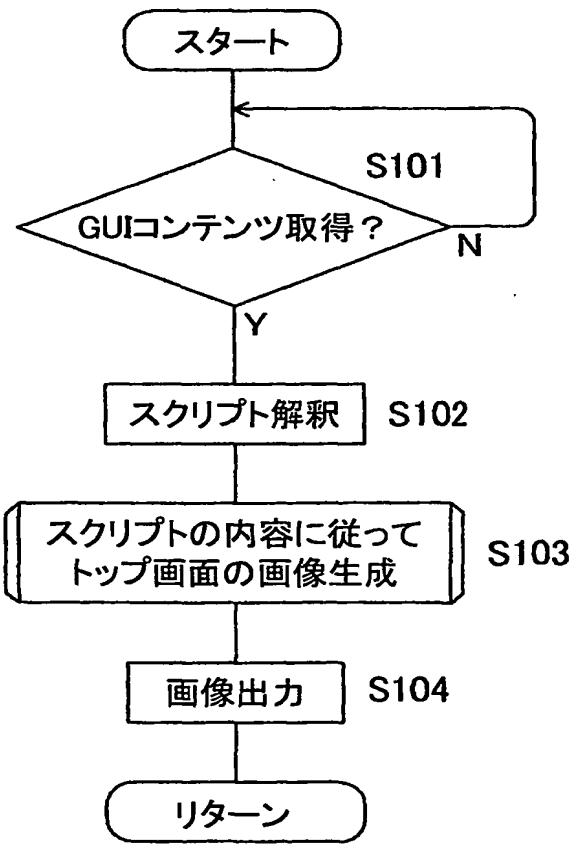 スタート
S101
GUIコンテンツ取得？
N
Y
スクリプト解釈
S102
スクリプトの内容に従って
トップ画面の画像生成
S103
画像出力
S104
リターン